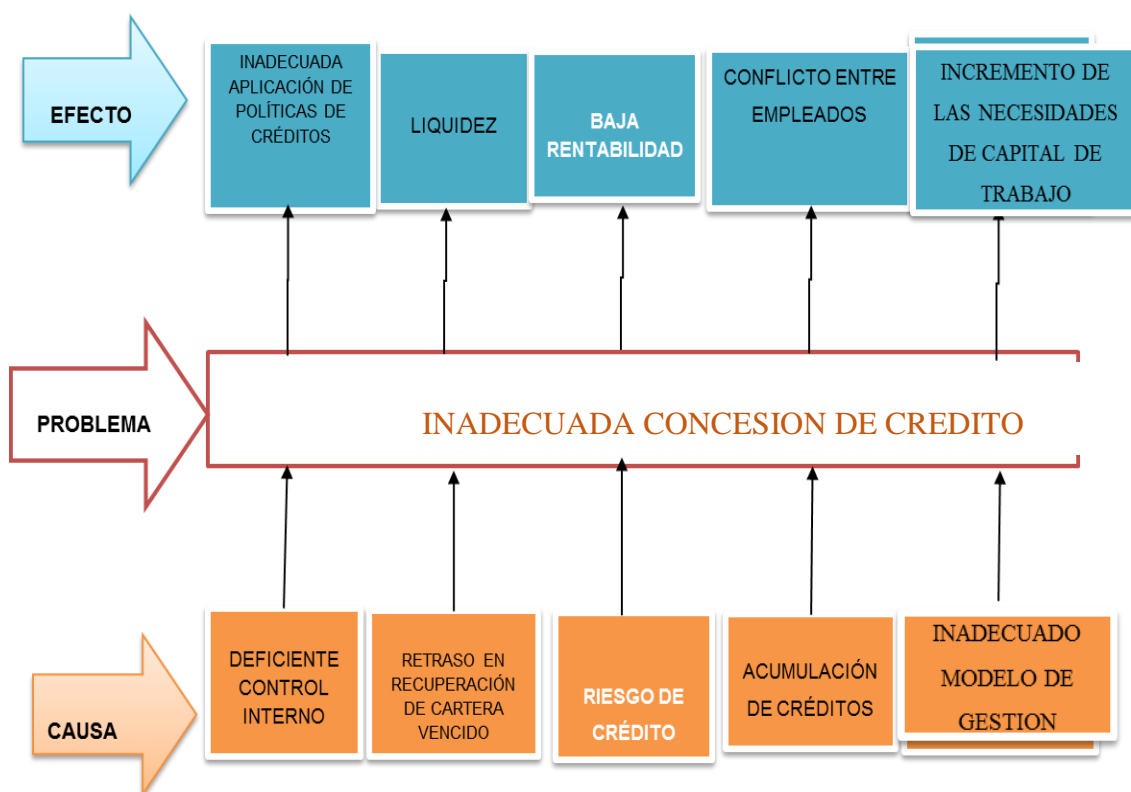 EFECTO
INADECUADA
APLICACIÓN DE
POLÍTICAS DE
CRÉDITOS
LIQUIDEZ
BAJA
RENTABILIDAD
CONFLICTO ENTRE
EMPLEADOS
INCREMENTO DE
LAS NECESIDADES
DE CAPITAL DE
TRABAJO
PROBLEMA
INADECUADA CONCESION DE CREDITO
CAUSA
DEFICIENTE
CONTROL
INTERNO
RETRASO EN
RECUPERACIÓN
DE CARTERA
VENCIDO
RIESGO DE
CRÉDITO
ACUMULACIÓN
DE CRÉDITOS
INADECUADO
MODELO DE
GESTION